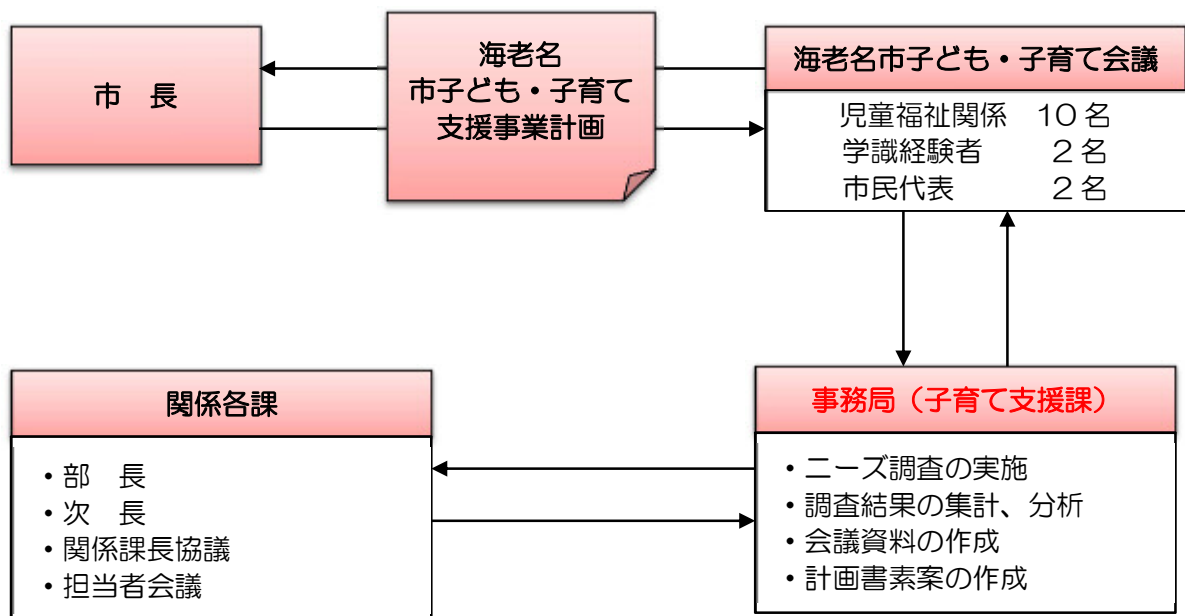 市　長
海老名
市子ども・子育て
支援事業計画
海老名市子ども・子育て会議
児童福祉関係　10名
学識経験者　　2名
市民代表　　　2名
関係各課
・部　長
・次　長
・関係課長協議
・担当者会議
事務局（子育て支援課）
・ニーズ調査の実施
・調査結果の集計、分析
・会議資料の作成
・計画書素案の作成